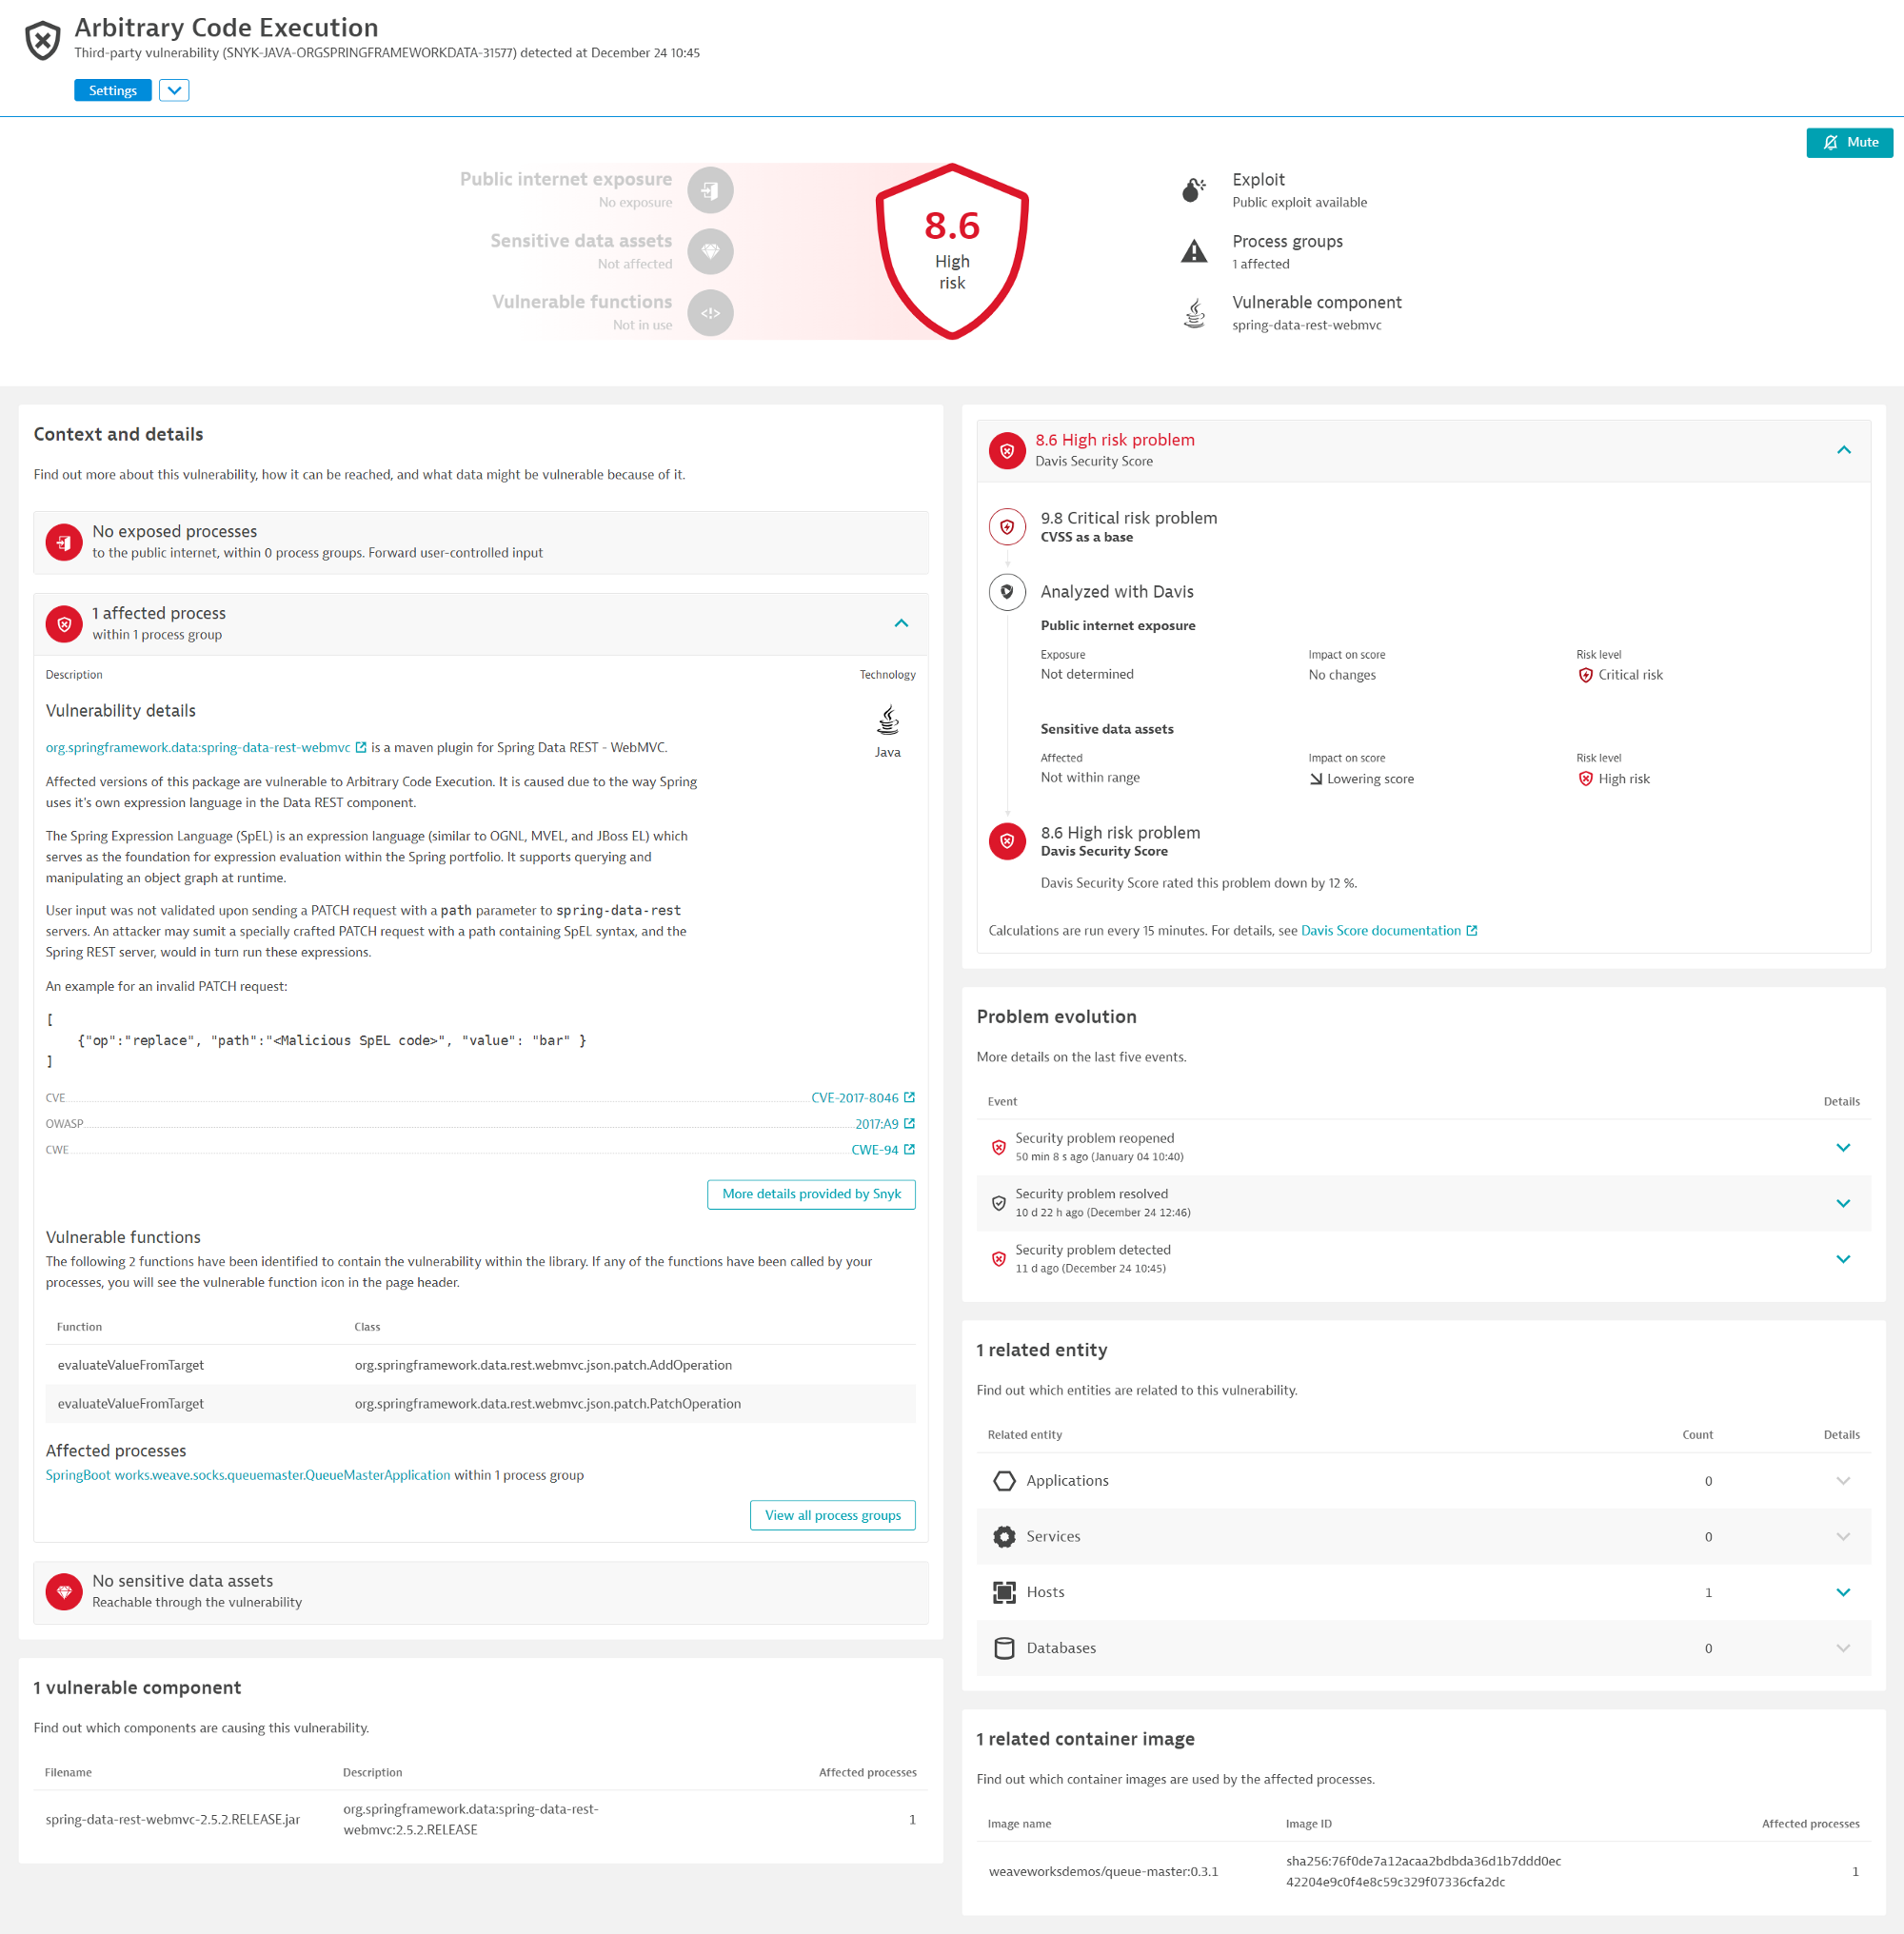 Arbitrary Code Execution
Third-party vulnerability (SNYK-JAVA-ORGSPRINGFRAMEWORKDATA-31577) detected at December 24 10:45
Settings
Mute
Public internet exposure
No exposure
Sensitive data assets
Not affected
Vulnerable functions
Not in use
8.6
High
risk
Exploit
Public exploit available
Process groups
1 affected
Vulnerable component
spring-data-rest-webmvc
Context and details
Find out more about this vulnerability, how it can be reached, and what data might be vulnerable because of it.
No exposed processes
to the public internet, within 0 process groups. Forward user-controlled input
1 affected process
within 1 process group
Description Technology
Vulnerability details
Java
org.springframework.data:spring-data-rest-webmvc is a maven plugin for Spring Data REST - WebMVC.
Affected versions of this package are vulnerable to Arbitrary Code Execution. It is caused due to the way Spring
uses it's own expression language in the Data REST component.
The Spring Expression Language (SpEL) is an expression language (similar to OGNL, MVEL, and JBoss EL) which
serves as the foundation for expression evaluation within the Spring portfolio. It supports querying and
manipulating an object graph at runtime.
User input was not validated upon sending a PATCH request with a path parameter to spring-data-rest
servers. An attacker may sumit a specially crafted PATCH request with a path containing SpEL syntax, and the
Spring REST server, would in turn run these expressions.
An example for an invalid PATCH request:
[
{"op":"replace", "path":"<Malicious SpEL code>", "value": "bar" }
]
CVE CVE-2017-8046
OWASP 2017:A9
CWE CWE-94
More details provided by Snyk
Vulnerable functions
The following 2 functions have been identified to contain the vulnerability within the library. If any of the functions have been called by your
processes, you will see the vulnerable function icon in the page header.
Function Class
evaluateValueFromTarget org.springframework.data.rest.webmvc.json.patch.AddOperation
evaluateValueFromTarget org.springframework.data.rest.webmvc.json.patch.PatchOperation
Affected processes
SpringBoot works.weave.socks.queuemaster.QueueMasterApplication within 1 process group
View all process groups
No sensitive data assets
Reachable through the vulnerability
1 vulnerable component
Find out which components are causing this vulnerability.
Filename Description Affected processes
spring-data-rest-webmvc-2.5.2.RELEASE.jar org.springframework.data:spring-data-rest-
webmvc:2.5.2.RELEASE 1
8.6 High risk problem
Davis Security Score
9.8 Critical risk problem
CVSS as a base
Analyzed with Davis
Public internet exposure
Exposure Impact on score Risk level
Not determined No changes Critical risk
Sensitive data assets
Affected Impact on score Risk level
Not within range Lowering score High risk
8.6 High risk problem
Davis Security Score
Davis Security Score rated this problem down by 12 %.
Calculations are run every 15 minutes. For details, see Davis Score documentation
Problem evolution
More details on the last five events.
Event Details
Security problem reopened
50 min 8 s ago (January 04 10:40)
Security problem resolved
10 d 22 h ago (December 24 12:46)
Security problem detected
11 d ago (December 24 10:45)
1 related entity
Find out which entities are related to this vulnerability.
Related entity Count Details
Applications 0
Services 0
Hosts 1
Databases 0
1 related container image
Find out which container images are used by the affected processes.
Image name Image ID Affected processes
weaveworksdemos/queue-master:0.3.1 sha256:76f0de7a12acaa2bdbda36d1b7ddd0ec
42204e9c0f4e8c59c329f07336cfa2dc 1